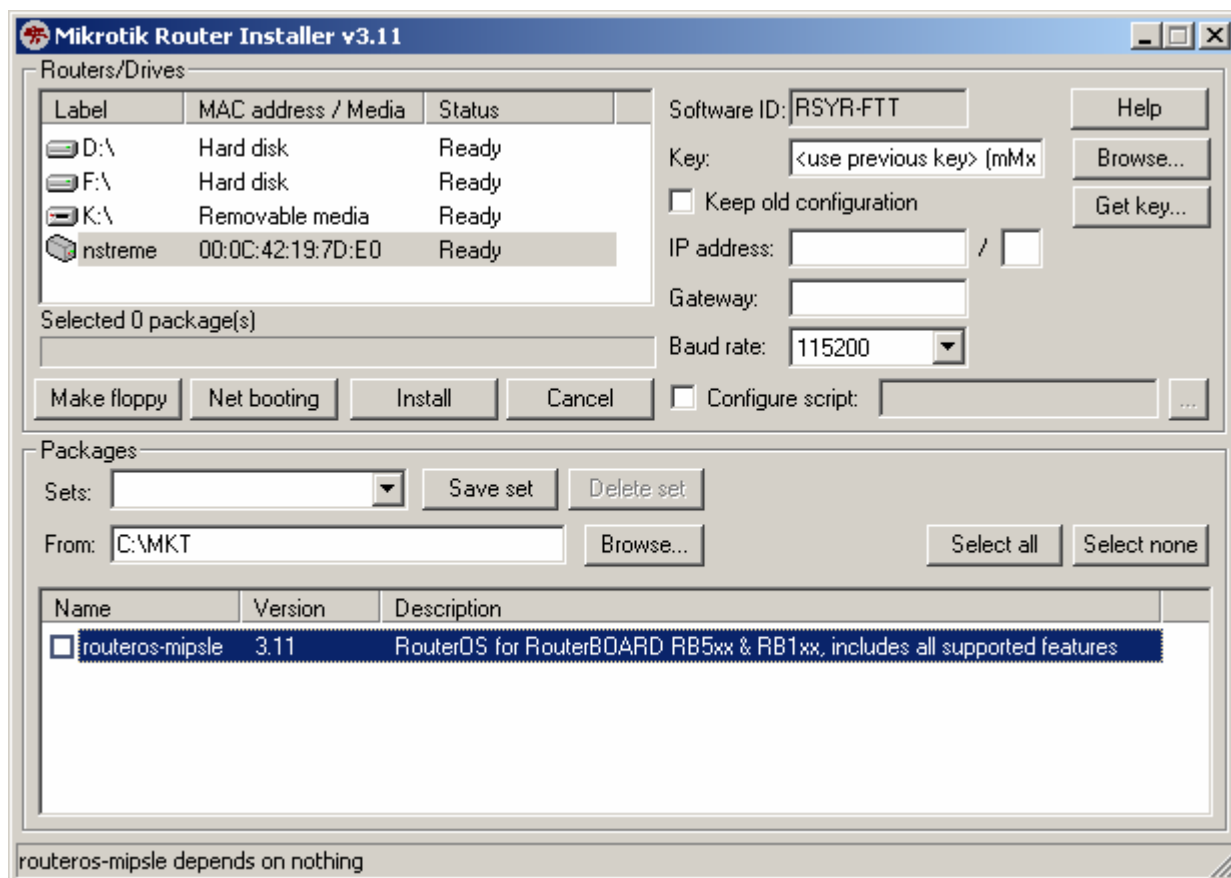 Mikrotik Router Installer v3.11
Routers/Drives
Label MAC address / Media Status
D:\ Hard disk Ready
F:\ Hard disk Ready
K:\ Removable media Ready
nstreme 00:0C:42:19:7D:E0 Ready
Selected 0 package(s)
Make floppy Net booting Install Cancel
Software ID: RSYR-FTT Help
Key: <use previous key> (mMx Browse...
Keep old configuration Get key...
IP address: /
Gateway:
Baud rate: 115200
Configure script: ...
Packages
Sets: Save set Delete set
From: C:\MKT Browse... Select all Select none
Name Version Description
routeros-mipsle 3.11 RouterOS for RouterBOARD RB5xx & RB1xx, includes all supported features
routeros-mipsle depends on nothing